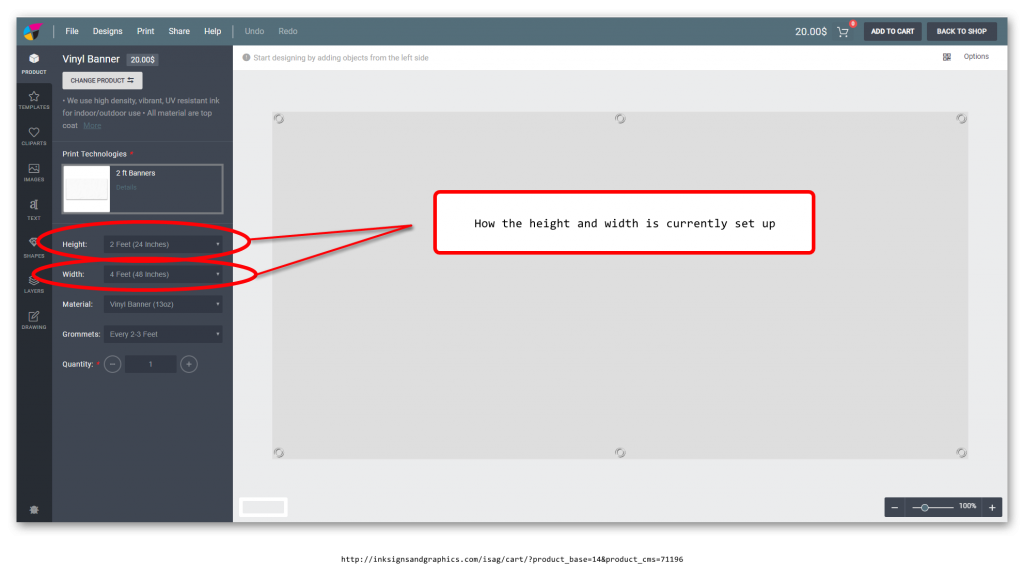 File Designs Print Share Help Undo Redo 20.00$ 0 ADD TO CART BACK TO SHOP
PRODUCT
TEMPLATES
CLIPARTS
IMAGES
TEXT
SHAPES
LAYERS
DRAWING
Vinyl Banner 20.00$
CHANGE PRODUCT
• We use high density, vibrant, UV resistant ink
for indoor/outdoor use • All material are top
coat More
Print Technologies *
2 ft Banners
Details
Height: 2 Feet (24 Inches)
Width: 4 Feet (48 Inches)
Material: Vinyl Banner (13oz)
Grommets: Every 2-3 Feet
Quantity: * 1
Start designing by adding objects from the left side
Options
How the height and width is currently set up
100%
http://inksignsandgraphics.com/isag/cart/?product_base=14&product_cms=71196